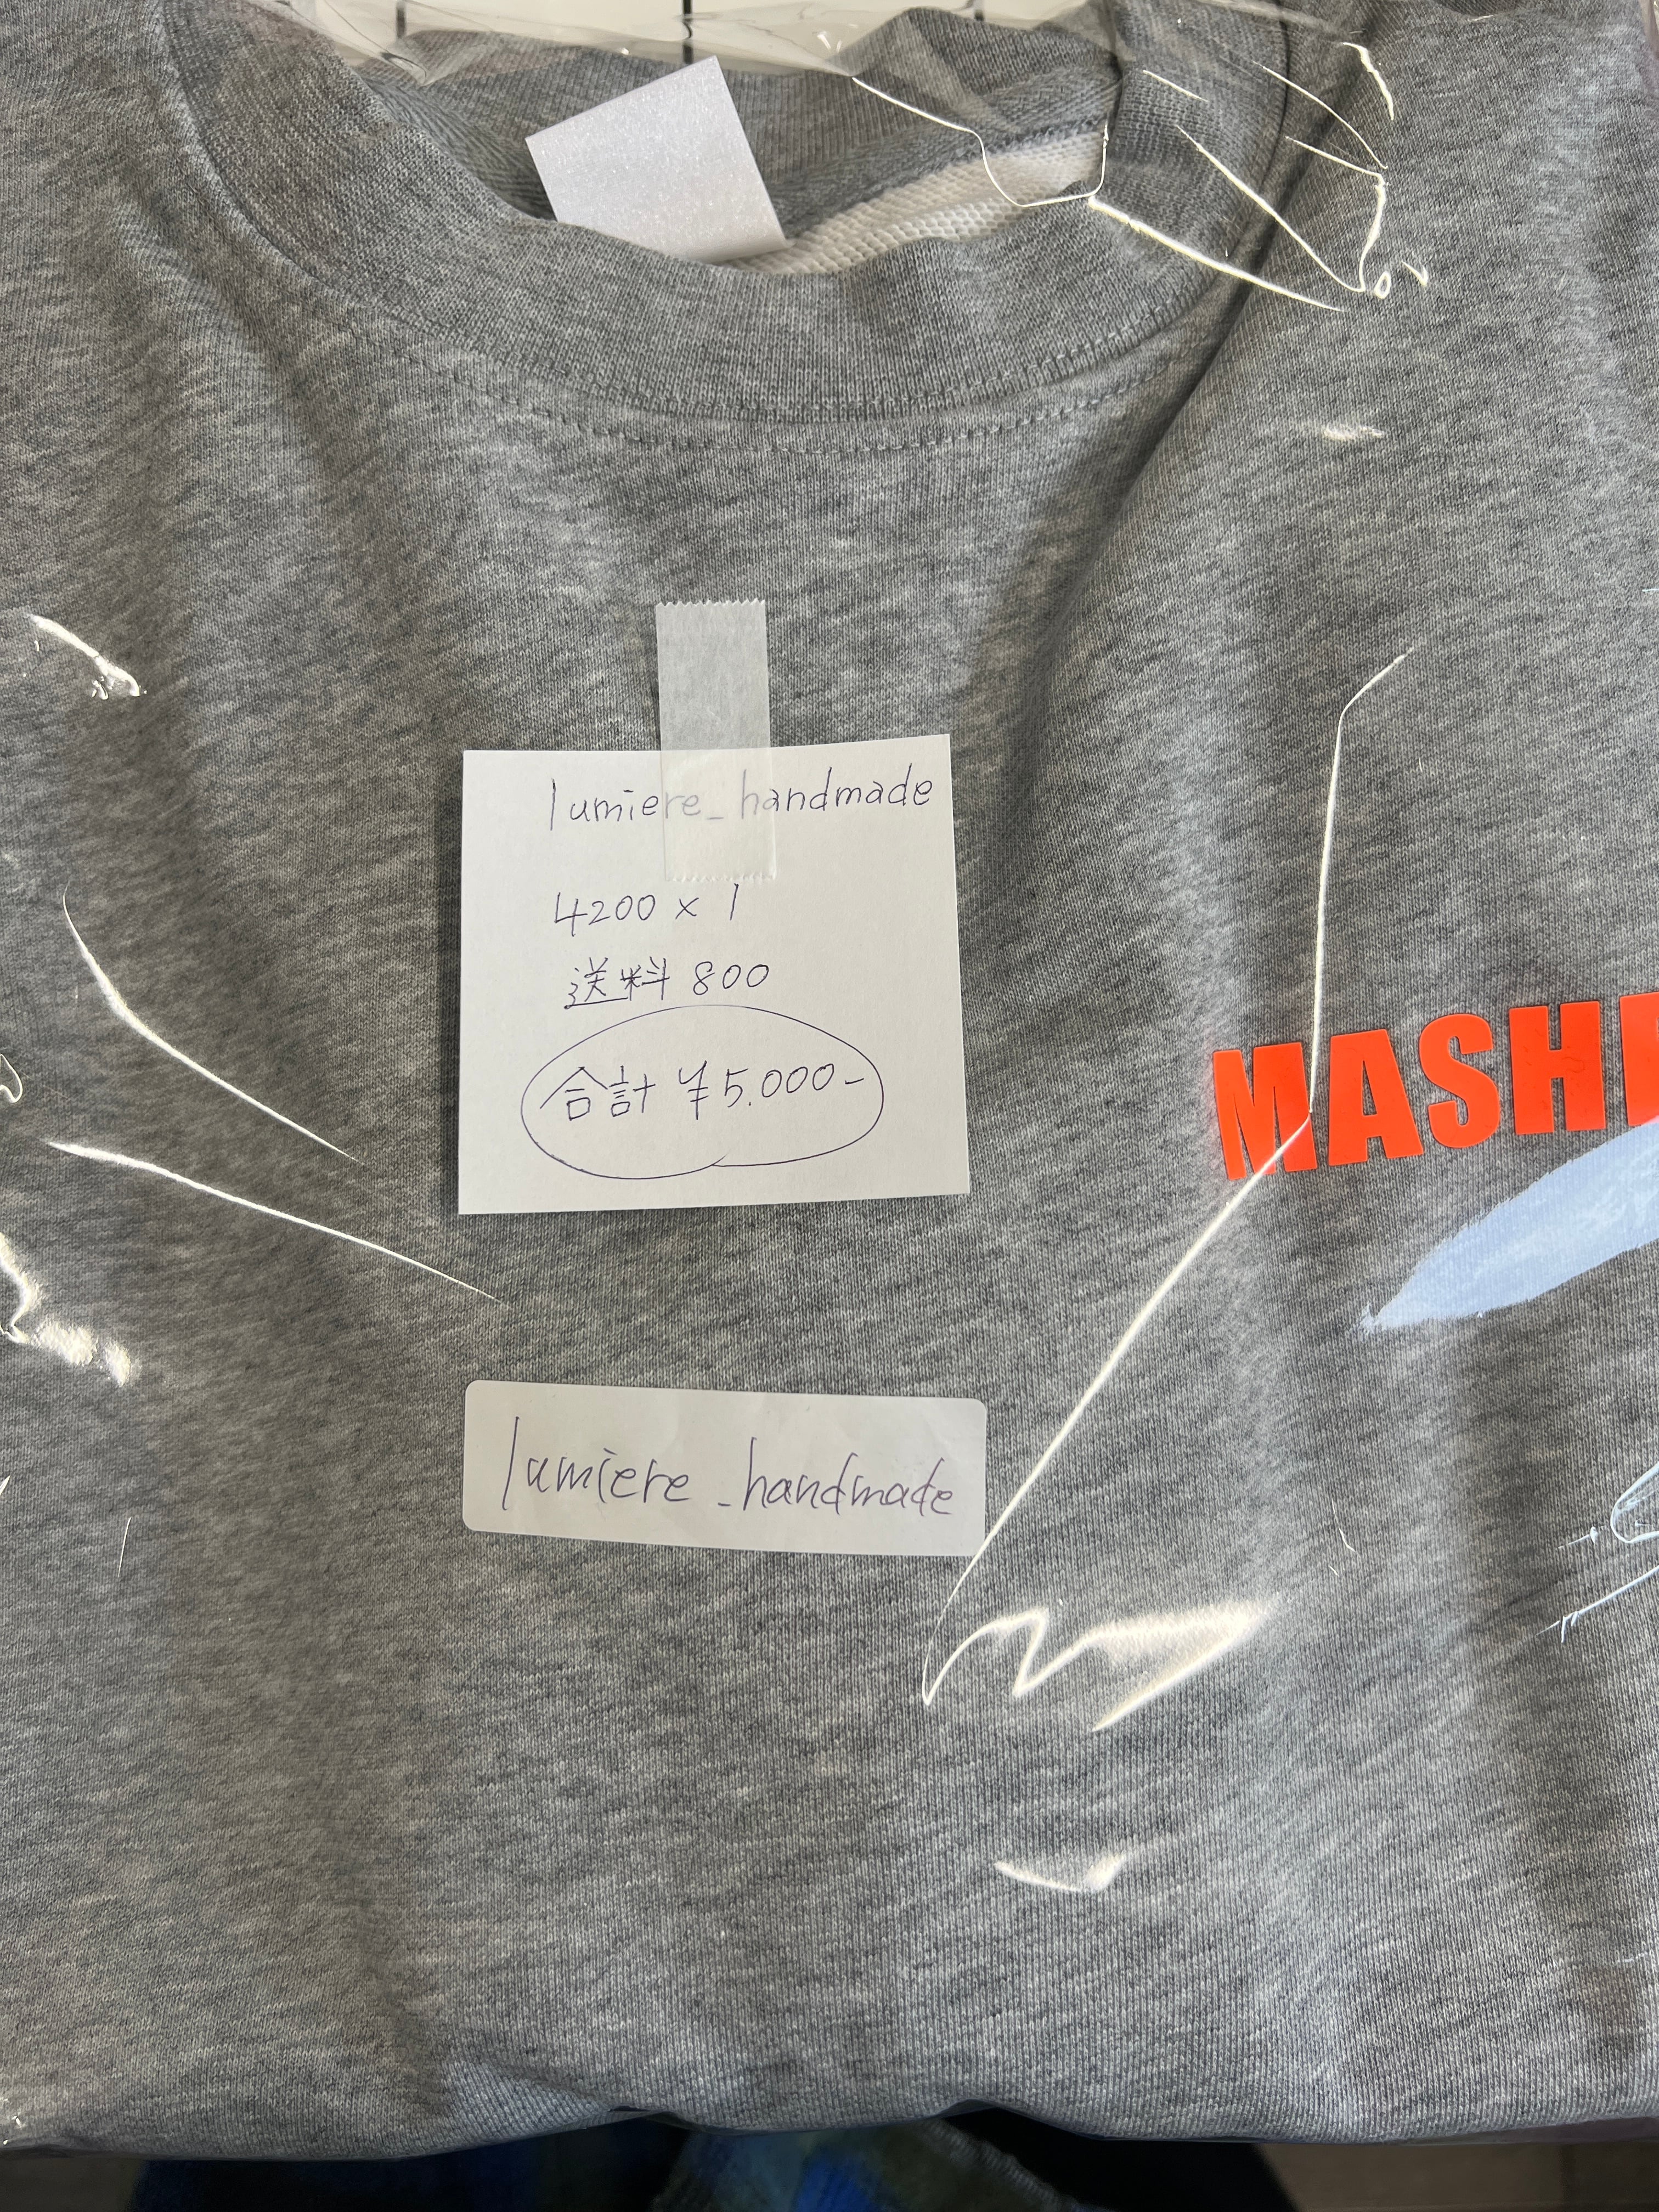 lumiere_handmade
4200 × 1
送料 800
合計 ¥5.000-
MASH
lumiere_handmade